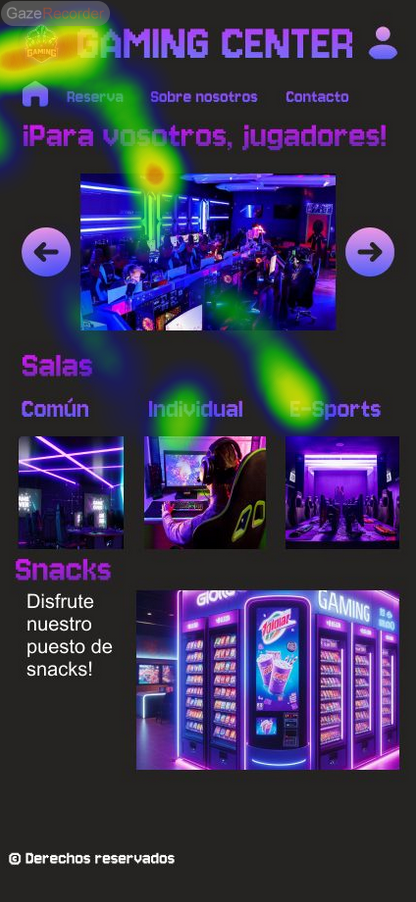 GazeRecorder
GAMING
GAMING CENTER
Reserva
Sobre nosotros
Contacto
¡Para vosotros, jugadores!
Salas
Común
Individual
E-Sports
Snacks
Disfrute
nuestro
puesto de
snacks!
GAMING
© Derechos reservados